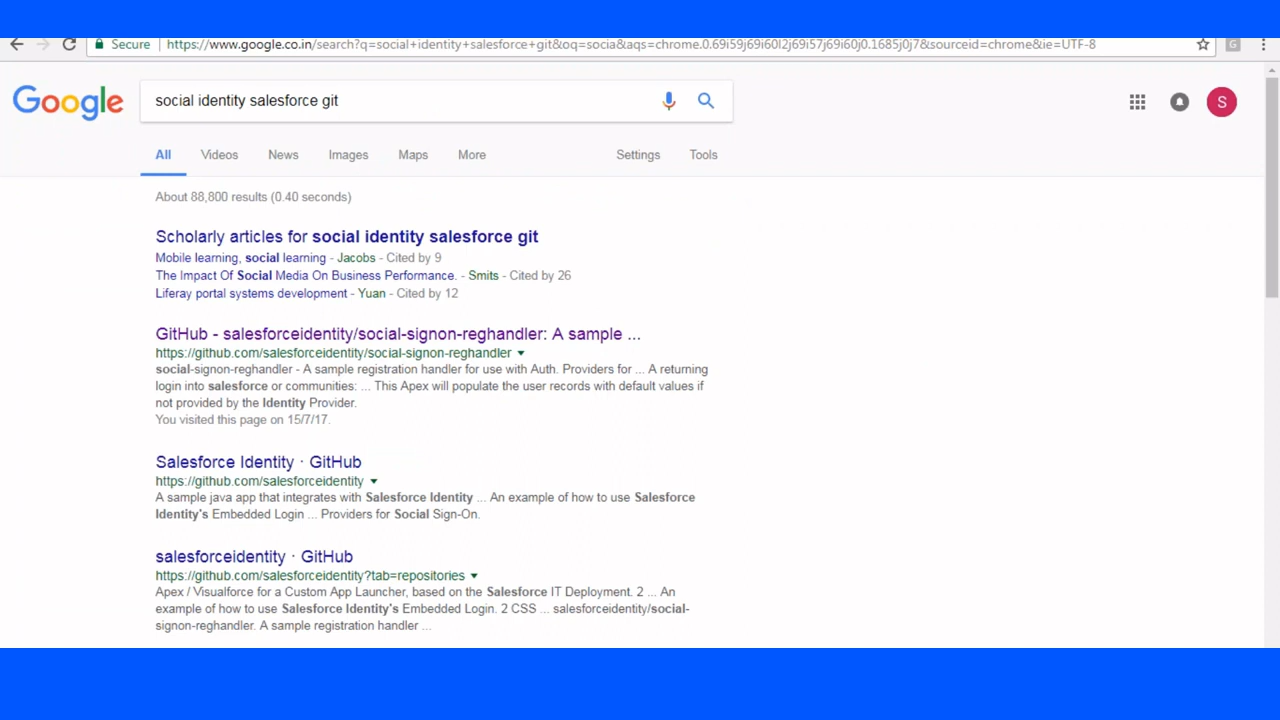 Secure https://www.google.co.in/search?q=social+identity+salesforce+git&oq=socia&aqs=chrome.0.69i59j69i60l2j69i57j69i60j0.1685j0j7&sourceid=chrome&ie=UTF-8 G
Google social identity salesforce git S
All Videos News Images Maps More Settings Tools
About 88,800 results (0.40 seconds)
Scholarly articles for social identity salesforce git
Mobile learning, social learning - Jacobs - Cited by 9
The Impact Of Social Media On Business Performance. - Smits - Cited by 26
Liferay portal systems development - Yuan - Cited by 12
GitHub - salesforceidentity/social-signon-reghandler: A sample ...
https://github.com/salesforceidentity/social-signon-reghandler
social-signon-reghandler - A sample registration handler for use with Auth. Providers for ... A returning
login into salesforce or communities: ... This Apex will populate the user records with default values if
not provided by the Identity Provider.
You visited this page on 15/7/17.
Salesforce Identity · GitHub
https://github.com/salesforceidentity
A sample java app that integrates with Salesforce Identity ... An example of how to use Salesforce
Identity's Embedded Login ... Providers for Social Sign-On.
salesforceidentity · GitHub
https://github.com/salesforceidentity?tab=repositories
Apex / Visualforce for a Custom App Launcher, based on the Salesforce IT Deployment. 2 ... An
example of how to use Salesforce Identity's Embedded Login. 2 CSS ... salesforceidentity/social-
signon-reghandler. A sample registration handler ...